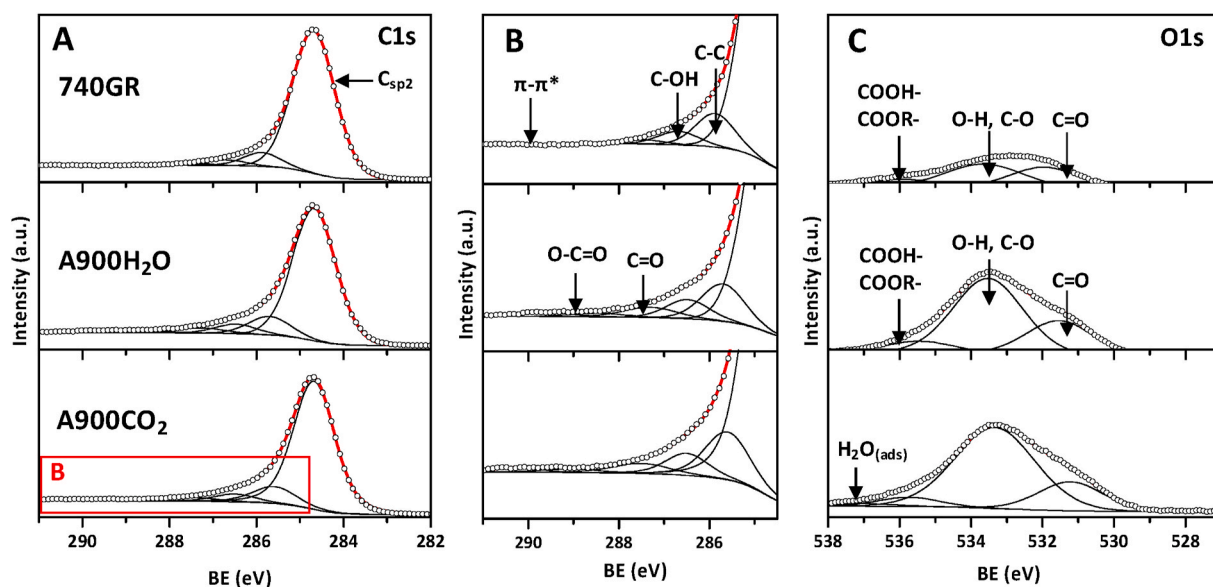 A
C1s
740GR
C_sp2
A900H₂O
A900CO₂
B
Intensity (a.u.)
290 288 286 284 282
BE (eV)
B
C-C
C-OH
π-π*
O-C=O
C=O
Intensity (a.u.)
290 288 286
BE (eV)
C
O1s
COOH-
COOR-
O-H, C-O
C=O
COOH-
COOR-
O-H, C-O
C=O
H₂O(ads)
Intensity (a.u.)
538 536 534 532 530 528
BE (eV)